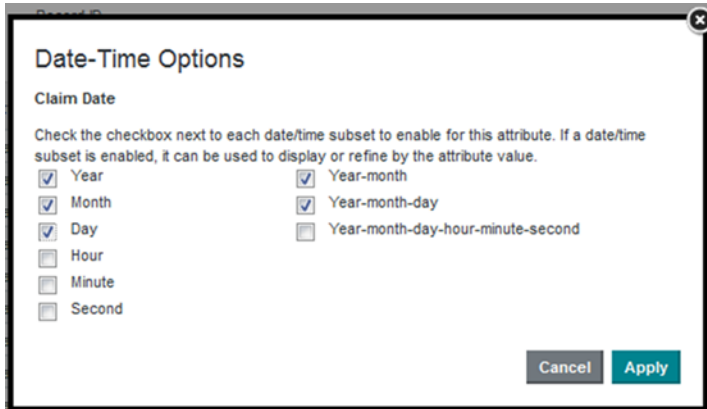 Record ID
Date-Time Options
Claim Date
Check the checkbox next to each date/time subset to enable for this attribute. If a date/time
subset is enabled, it can be used to display or refine by the attribute value.
Year
Year-month
Month
Year-month-day
Day
Year-month-day-hour-minute-second
Hour
Minute
Second
Cancel
Apply